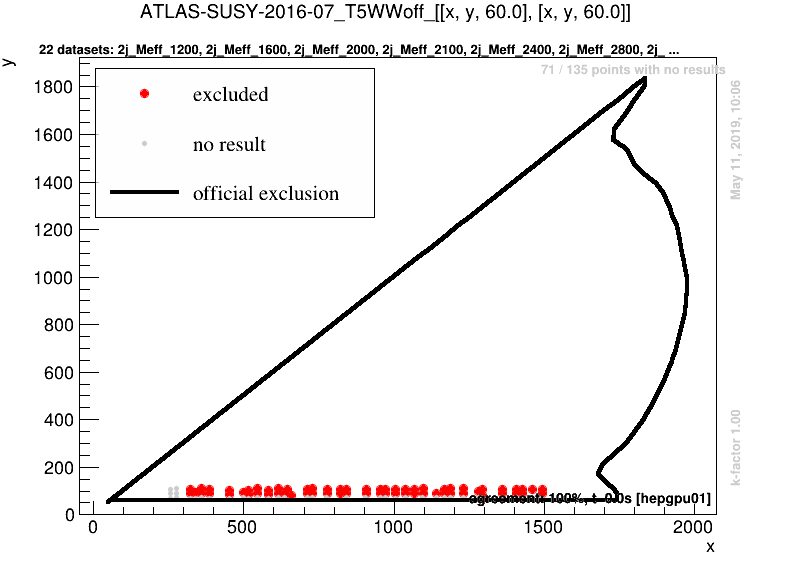 ATLAS-SUSY-2016-07_T5WWoff_[[x, y, 60.0], [x, y, 60.0]]
22 datasets: 2j_Meff_1200, 2j_Meff_1600, 2j_Meff_2000, 2j_Meff_2100, 2j_Meff_2400, 2j_Meff_2800, 2j_ ...
71 / 135 points with no results
y
excluded
no result
official exclusion
May 11, 2019, 10:06
k-factor 1.00
1800
1600
1400
1200
1000
800
600
400
200
0
agreement: 100%, t=0.0s [hepgpu01]
0 500 1000 1500 2000
x